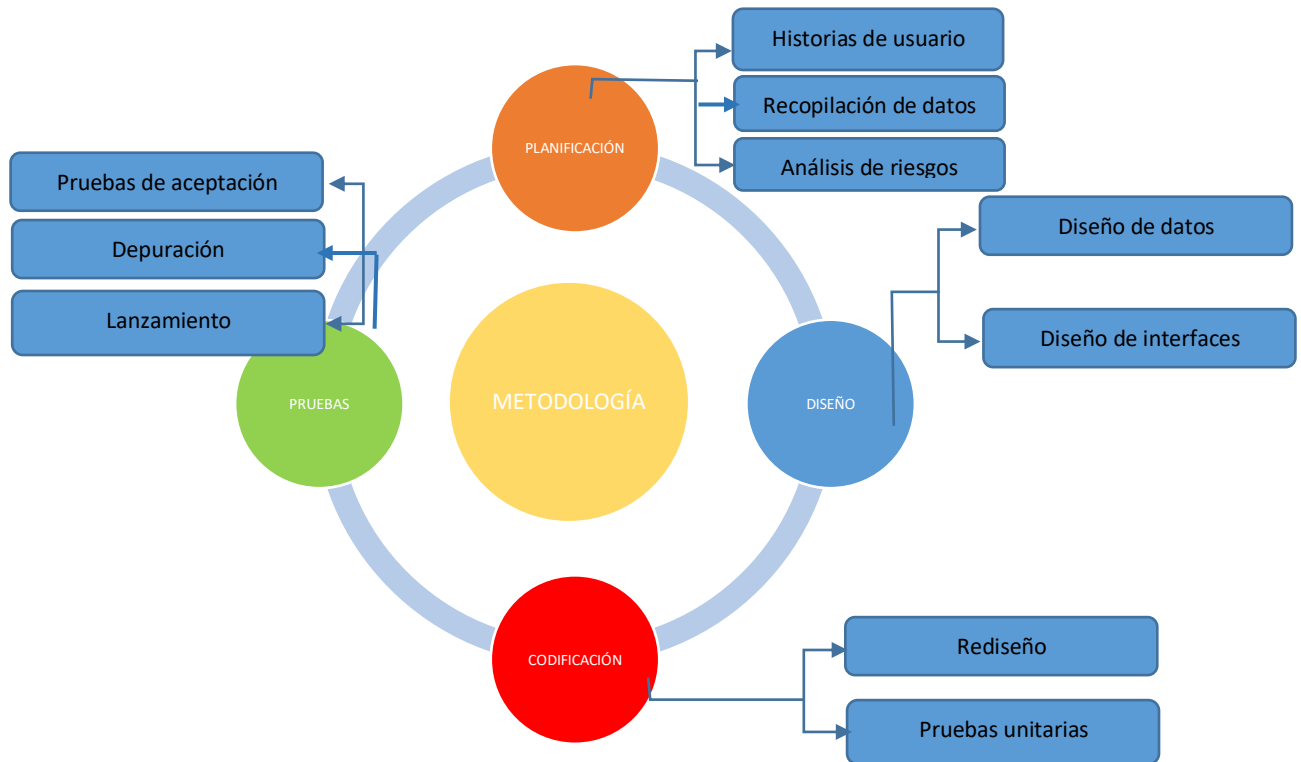 Historias de usuario
Recopilación de datos
Análisis de riesgos
PLANIFICACIÓN
Pruebas de aceptación
Depuración
Lanzamiento
Diseño de datos
Diseño de interfaces
PRUEBAS
METODOLOGÍA
DISEÑO
CODIFICACIÓN
Rediseño
Pruebas unitarias